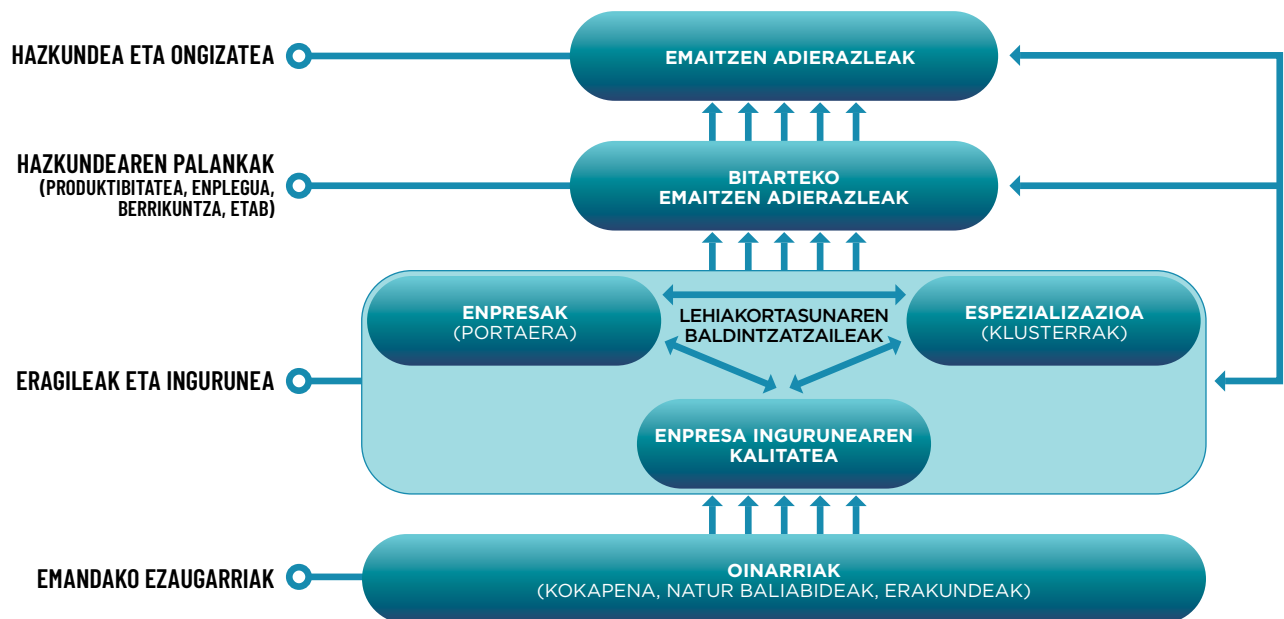 HAZKUNDEA ETA ONGIZATEA
EMAITZEN ADIERAZLEAK
HAZKUNDEAREN PALANKAK
(PRODUKTIBITATEA, ENPLEGUA,
BERRIKUNTZA, ETAB)
BITARTEKO
EMAITZEN ADIERAZLEAK
ENPRESAK
(PORTAERA)
LEHIAKORTASUNAREN
BALDINTZATZAILEAK
ESPEZIALIZAZIOA
(KLUSTERRAK)
ERAGILEAK ETA INGURUNEA
ENPRESA INGURUNEAREN
KALITATEA
EMANDAKO EZAUGARRIAK
OINARRIAK
(KOKAPENA, NATUR BALIABIDEAK, ERAKUNDEAK)